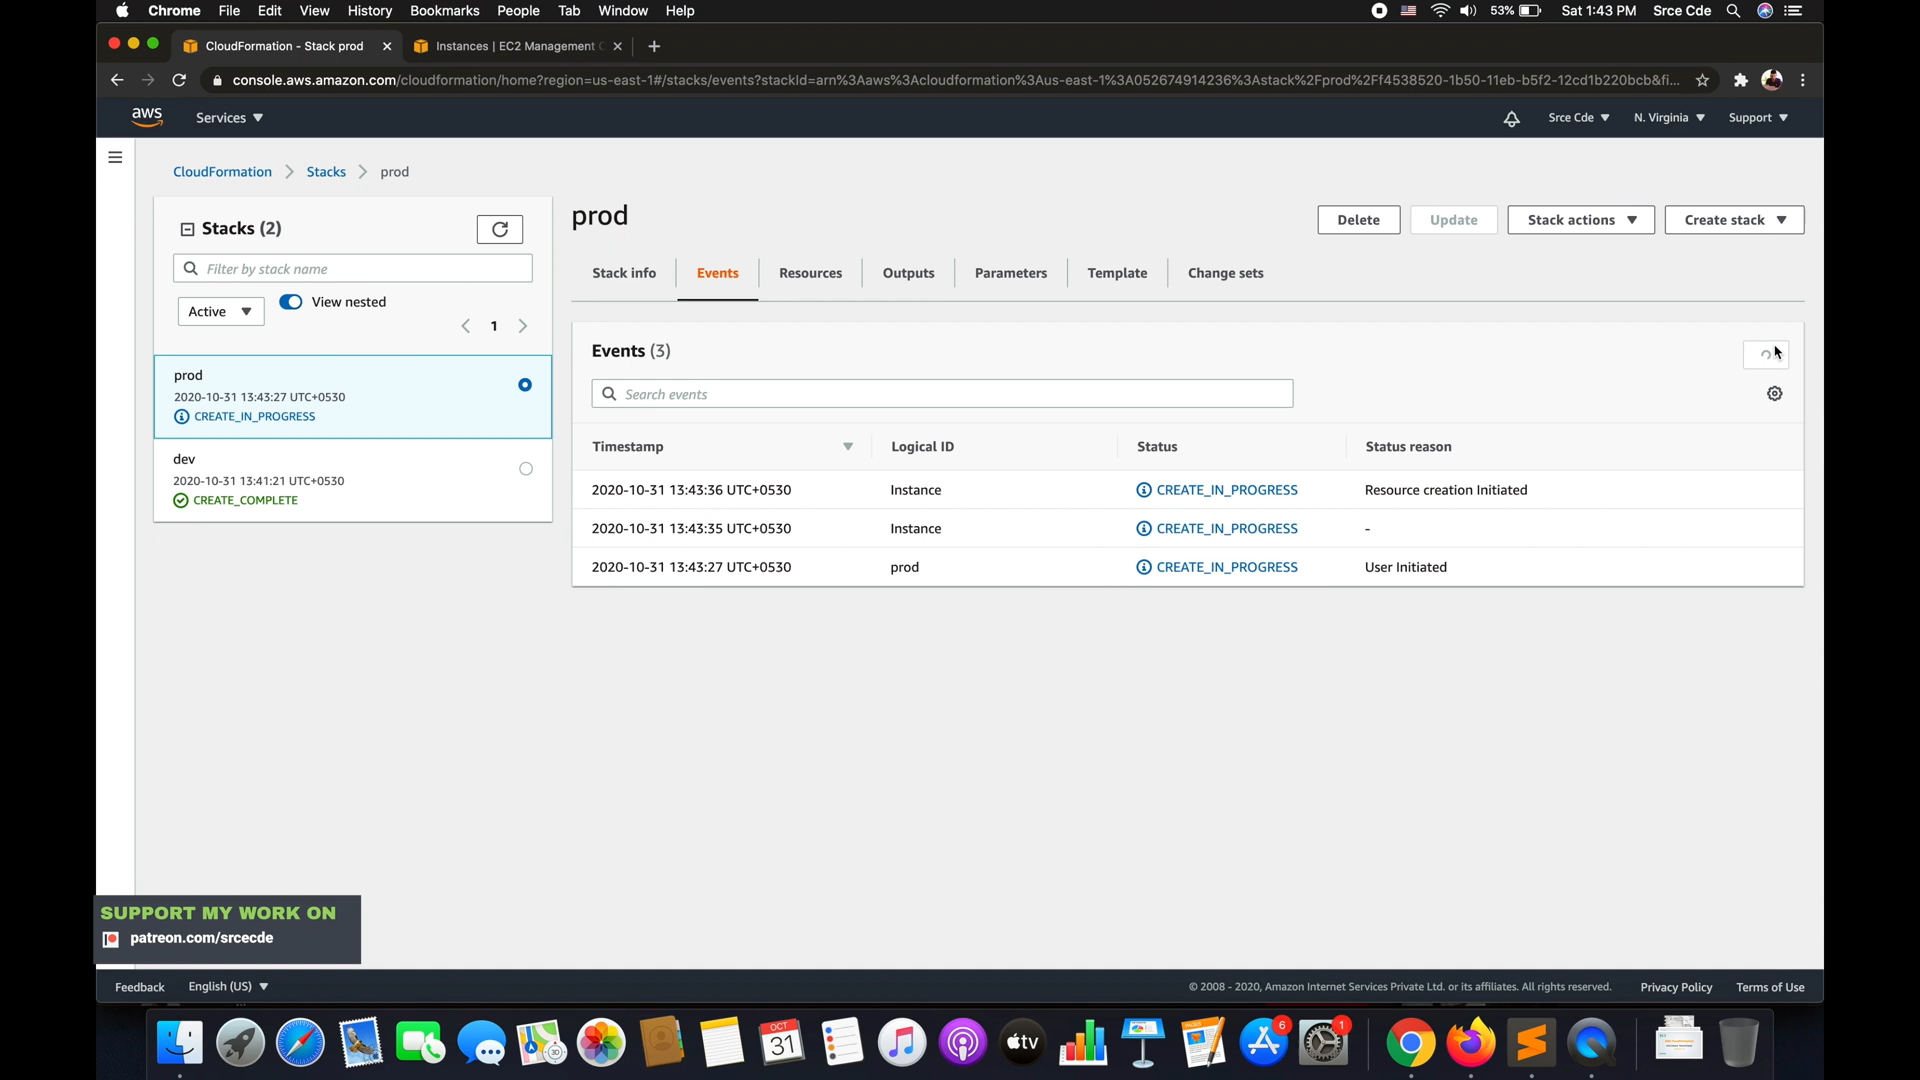 Chrome File Edit View History Bookmarks People Tab Window Help 53% Sat 1:43 PM Srce Cde
CloudFormation - Stack prod Instances | EC2 Management
console.aws.amazon.com/cloudformation/home?region=us-east-1#/stacks/events?stackId=arn%3Aaws%3Acloudformation%3Aus-east-1%3A052674914236%3Astack%2Fprod%2Ff4538520-1b50-11eb-b5f2-12cd1b220bcb&fi...
aws Services Srce Cde N. Virginia Support
CloudFormation Stacks prod
Stacks (2)
Filter by stack name
Active View nested
1
prod
2020-10-31 13:43:27 UTC+0530
CREATE_IN_PROGRESS
dev
2020-10-31 13:41:21 UTC+0530
CREATE_COMPLETE
prod
Delete Update Stack actions Create stack
Stack info Events Resources Outputs Parameters Template Change sets
Events (3)
Search events
Timestamp Logical ID Status Status reason
2020-10-31 13:43:36 UTC+0530 Instance CREATE_IN_PROGRESS Resource creation Initiated
2020-10-31 13:43:35 UTC+0530 Instance CREATE_IN_PROGRESS -
2020-10-31 13:43:27 UTC+0530 prod CREATE_IN_PROGRESS User Initiated
SUPPORT MY WORK ON
patreon.com/srcecde
Feedback English (US) © 2008 - 2020, Amazon Internet Services Private Ltd. or its affiliates. All rights reserved. Privacy Policy Terms of Use
3D
OCT
31
tv
PAGES
6
1